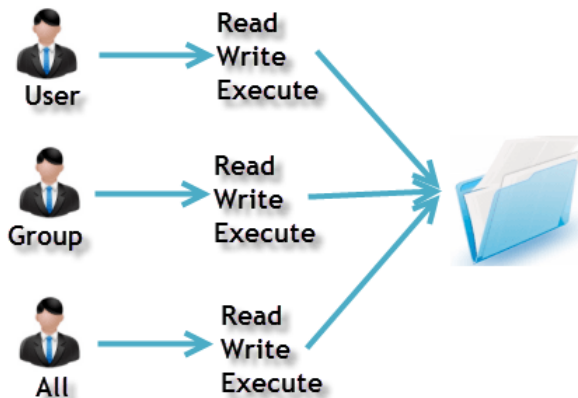 User
Read
Write
Execute
Group
Read
Write
Execute
All
Read
Write
Execute